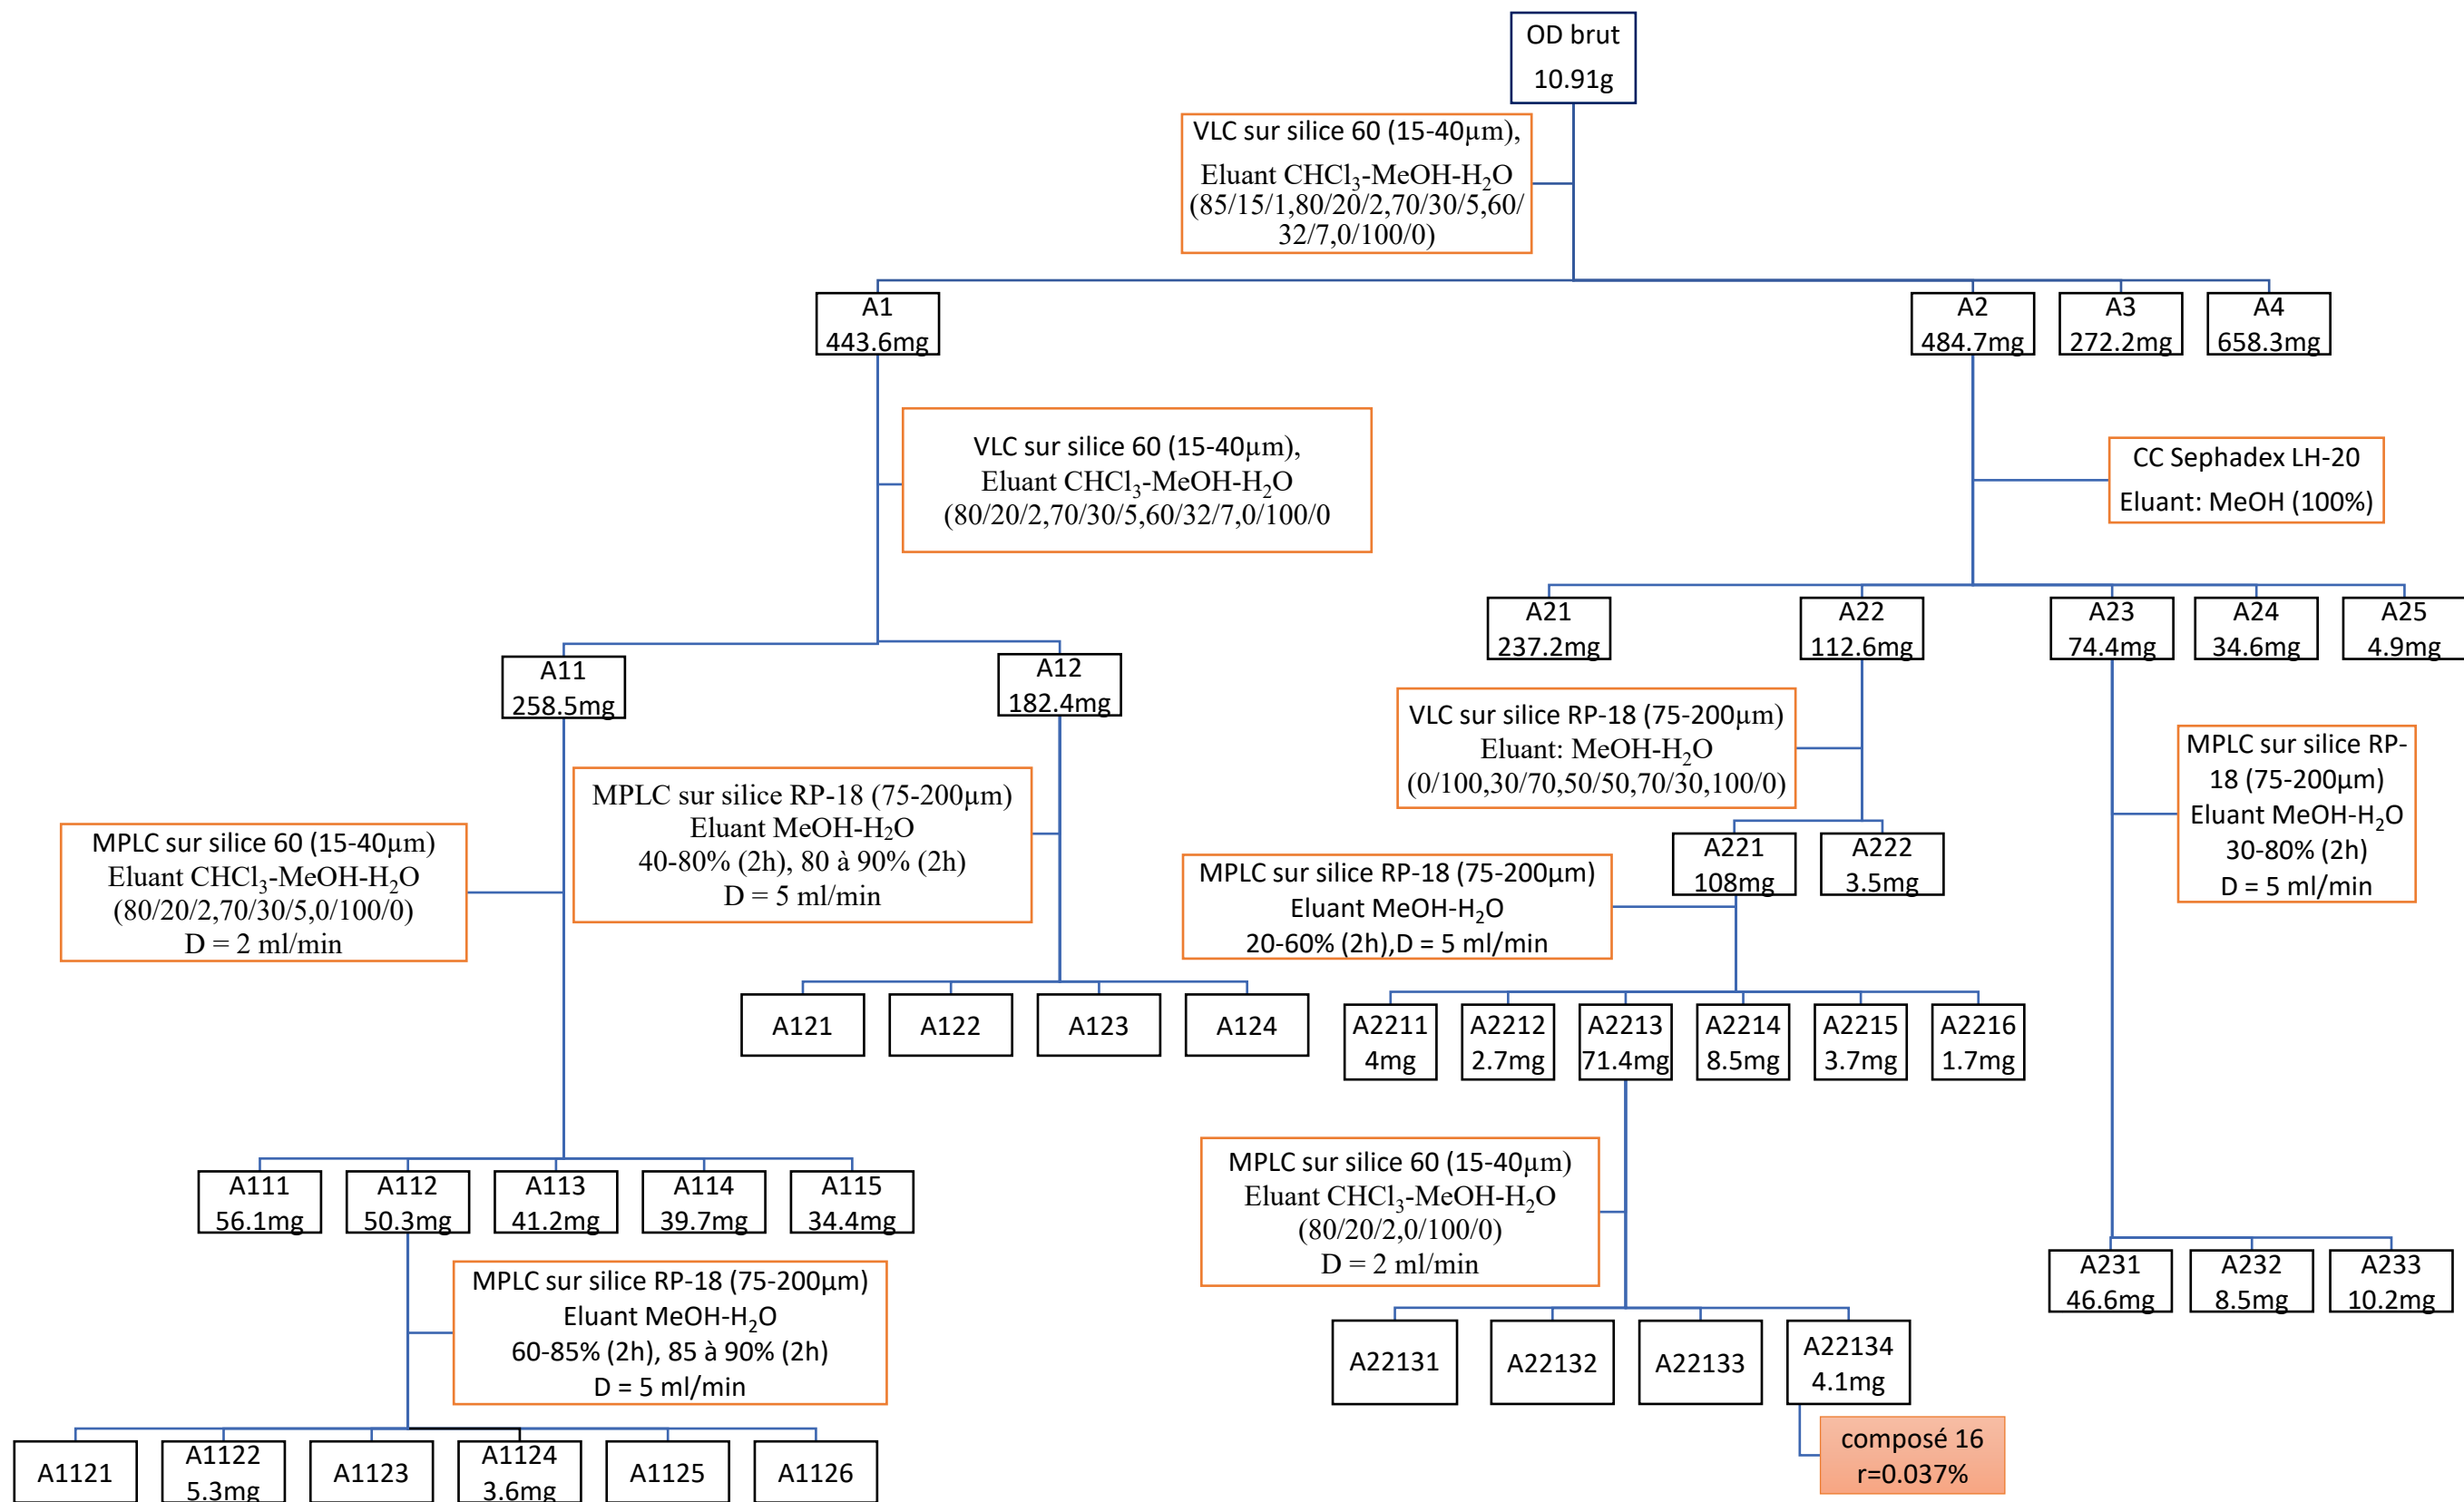 OD brut
10.91g
VLC sur silice 60 (15-40µm),
Eluant CHCl₃-MeOH-H₂O
(85/15/1,80/20/2,70/30/5,60/
32/7,0/100/0)
A1
443.6mg
A2
484.7mg
A3
272.2mg
A4
658.3mg
VLC sur silice 60 (15-40µm),
Eluant CHCl₃-MeOH-H₂O
(80/20/2,70/30/5,60/32/7,0/100/0
CC Sephadex LH-20
Eluant: MeOH (100%)
A21
237.2mg
A22
112.6mg
A23
74.4mg
A24
34.6mg
A25
4.9mg
A11
258.5mg
A12
182.4mg
VLC sur silice RP-18 (75-200µm)
Eluant: MeOH-H₂O
(0/100,30/70,50/50,70/30,100/0)
MPLC sur silice RP-
18 (75-200µm)
Eluant MeOH-H₂O
30-80% (2h)
D = 5 ml/min
MPLC sur silice RP-18 (75-200µm)
Eluant MeOH-H₂O
40-80% (2h), 80 à 90% (2h)
D = 5 ml/min
MPLC sur silice 60 (15-40µm)
Eluant CHCl₃-MeOH-H₂O
(80/20/2,70/30/5,0/100/0)
D = 2 ml/min
A221
108mg
A222
3.5mg
MPLC sur silice RP-18 (75-200µm)
Eluant MeOH-H₂O
20-60% (2h),D = 5 ml/min
A121
A122
A123
A124
A2211
4mg
A2212
2.7mg
A2213
71.4mg
A2214
8.5mg
A2215
3.7mg
A2216
1.7mg
A111
56.1mg
A112
50.3mg
A113
41.2mg
A114
39.7mg
A115
34.4mg
MPLC sur silice 60 (15-40µm)
Eluant CHCl₃-MeOH-H₂O
(80/20/2,0/100/0)
D = 2 ml/min
A231
46.6mg
A232
8.5mg
A233
10.2mg
MPLC sur silice RP-18 (75-200µm)
Eluant MeOH-H₂O
60-85% (2h), 85 à 90% (2h)
D = 5 ml/min
A22131
A22132
A22133
A22134
4.1mg
composé 16
r=0.037%
A1121
A1122
5.3mg
A1123
A1124
3.6mg
A1125
A1126